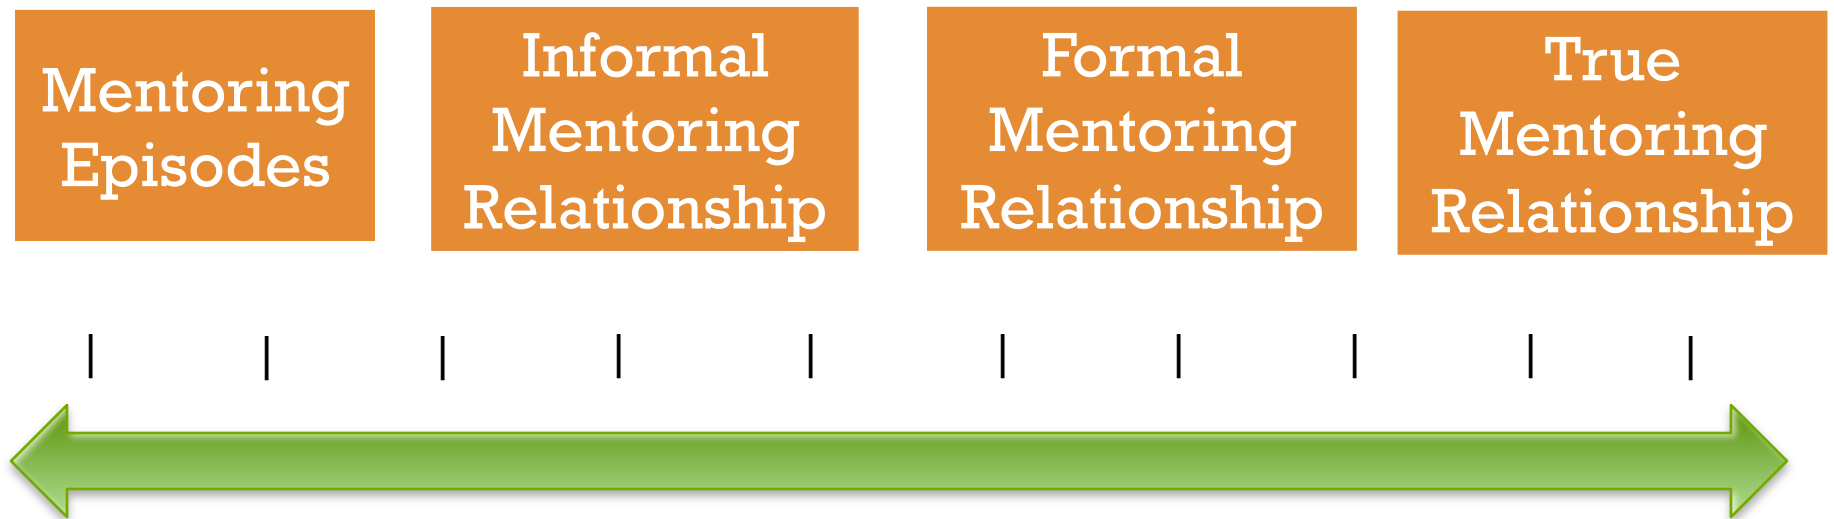 Mentoring
Episodes
Informal
Mentoring
Relationship
Formal
Mentoring
Relationship
True
Mentoring
Relationship